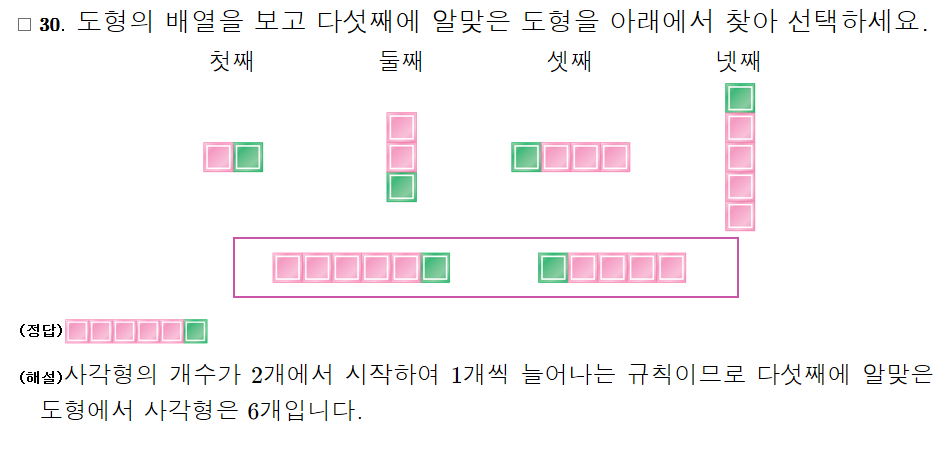 □ 30. 도형의 배열을 보고 다섯째에 알맞은 도형을 아래에서 찾아 선택하세요.
첫째 둘째 셋째 넷째
(정답)
(해설)사각형의 개수가 2개에서 시작하여 1개씩 늘어나는 규칙이므로 다섯째에 알맞은
도형에서 사각형은 6개입니다.